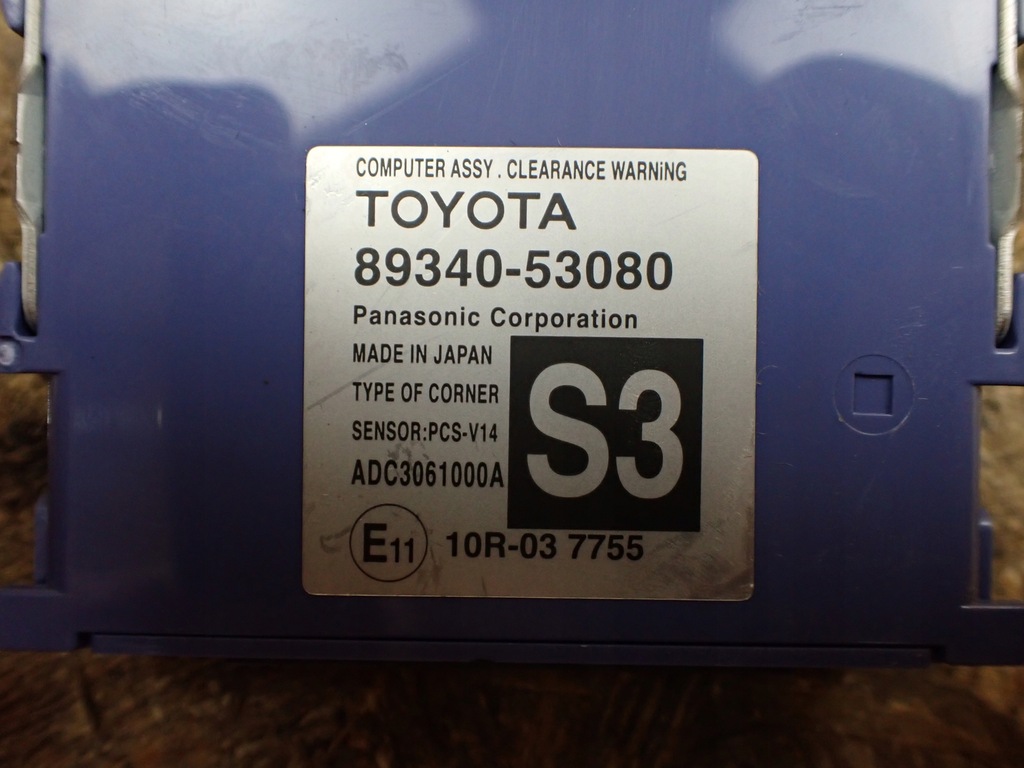 COMPUTER ASSY . CLEARANCE WARNiNG
TOYOTA
89340-53080
Panasonic Corporation
MADE IN JAPAN
TYPE OF CORNER
SENSOR:PCS-V14
ADC3061000A
S3
E11 10R-03 7755